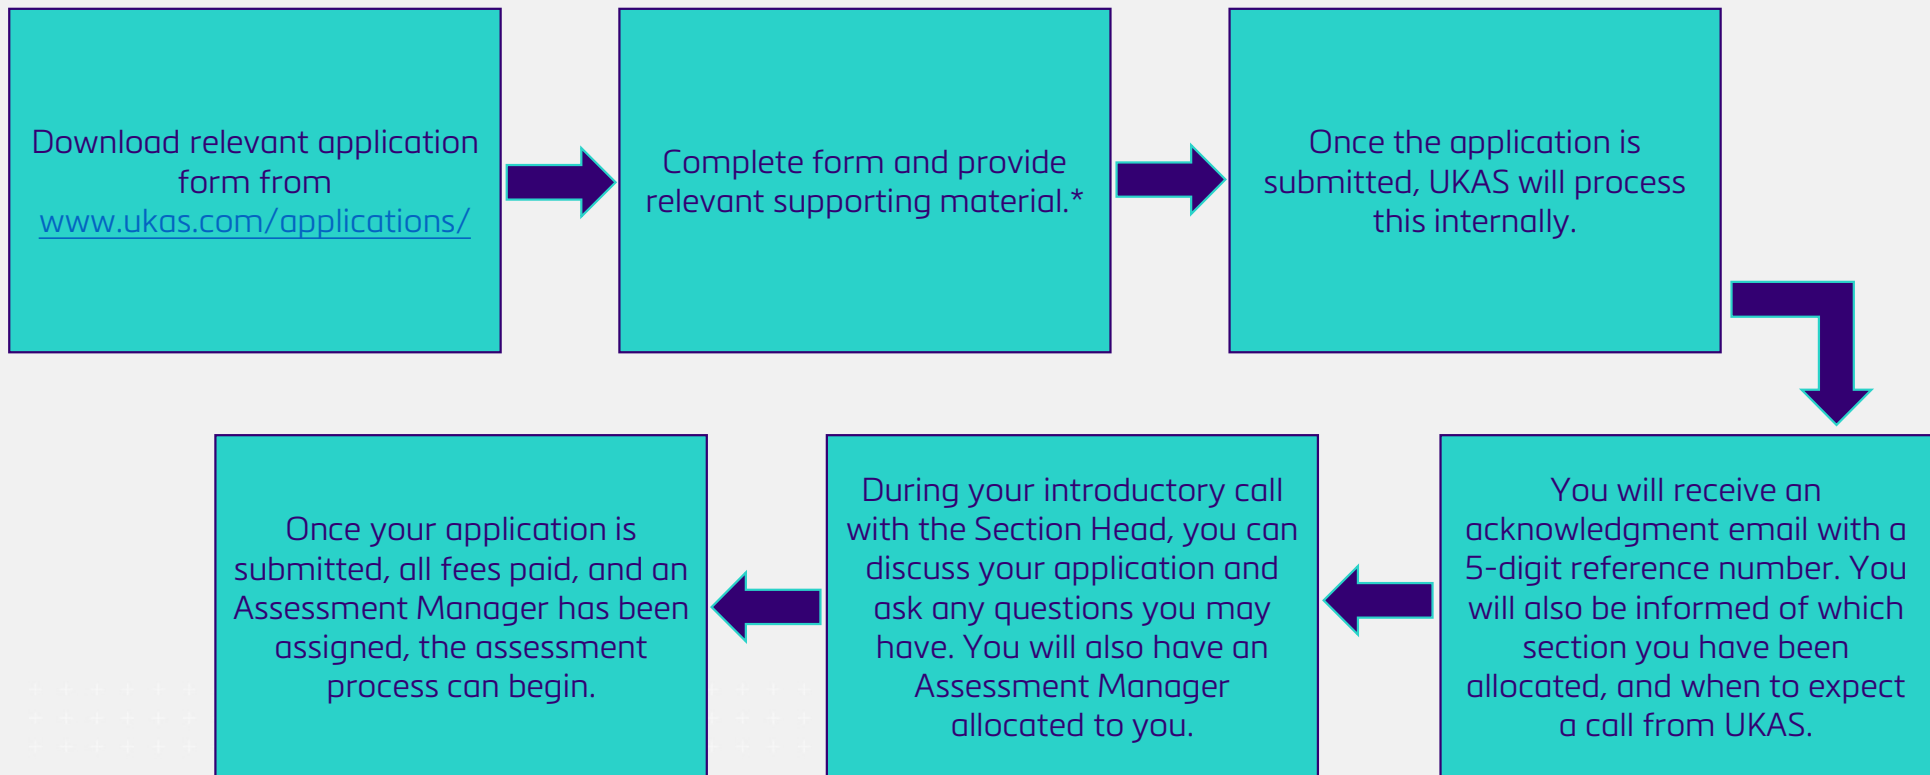 Download relevant application
form from
www.ukas.com/applications/
Complete form and provide
relevant supporting material.*
Once the application is
submitted, UKAS will process
this internally.
You will receive an
acknowledgment email with a
5-digit reference number. You
will also be informed of which
section you have been
allocated, and when to expect
a call from UKAS.
During your introductory call
with the Section Head, you can
discuss your application and
ask any questions you may
have. You will also have an
Assessment Manager
allocated to you.
Once your application is
submitted, all fees paid, and an
Assessment Manager has been
assigned, the assessment
process can begin.